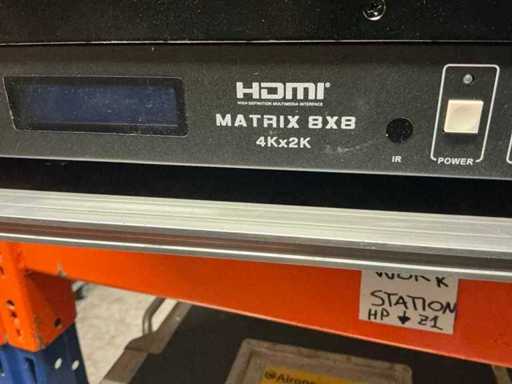 HDMI
HIGH-DEFINITION MULTIMEDIA INTERFACE
MATRIX 8X8
4Kx2K
IR
POWER
WORK
STATION
HP ↓ Z1